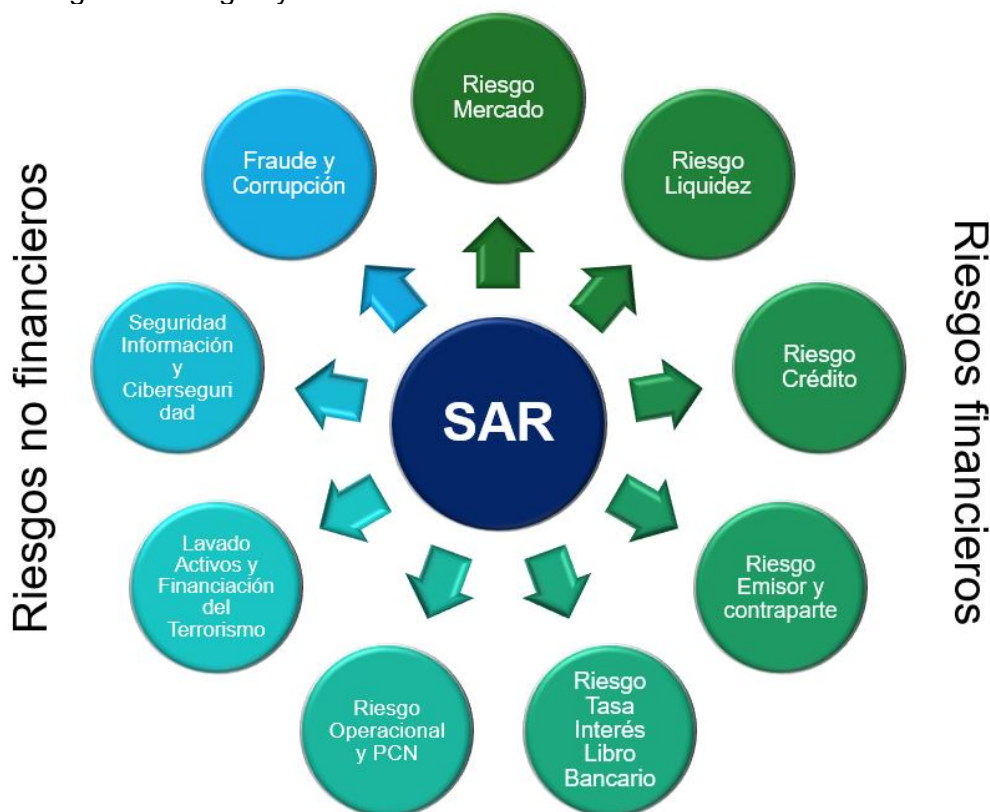 Riesgo
Mercado
Riesgo
Liquidez
Riesgo
Crédito
Riesgo
Emisor y
contraparte
Riesgo
Tasa
Interés
Libro
Bancario
Riesgo
Operacional
y PCN
Lavado
Activos y
Financiación
del
Terrorismo
Seguridad
Información
y
Ciberseguri
dad
Fraude y
Corrupción
SAR
Riesgos no financieros
Riesgos financieros